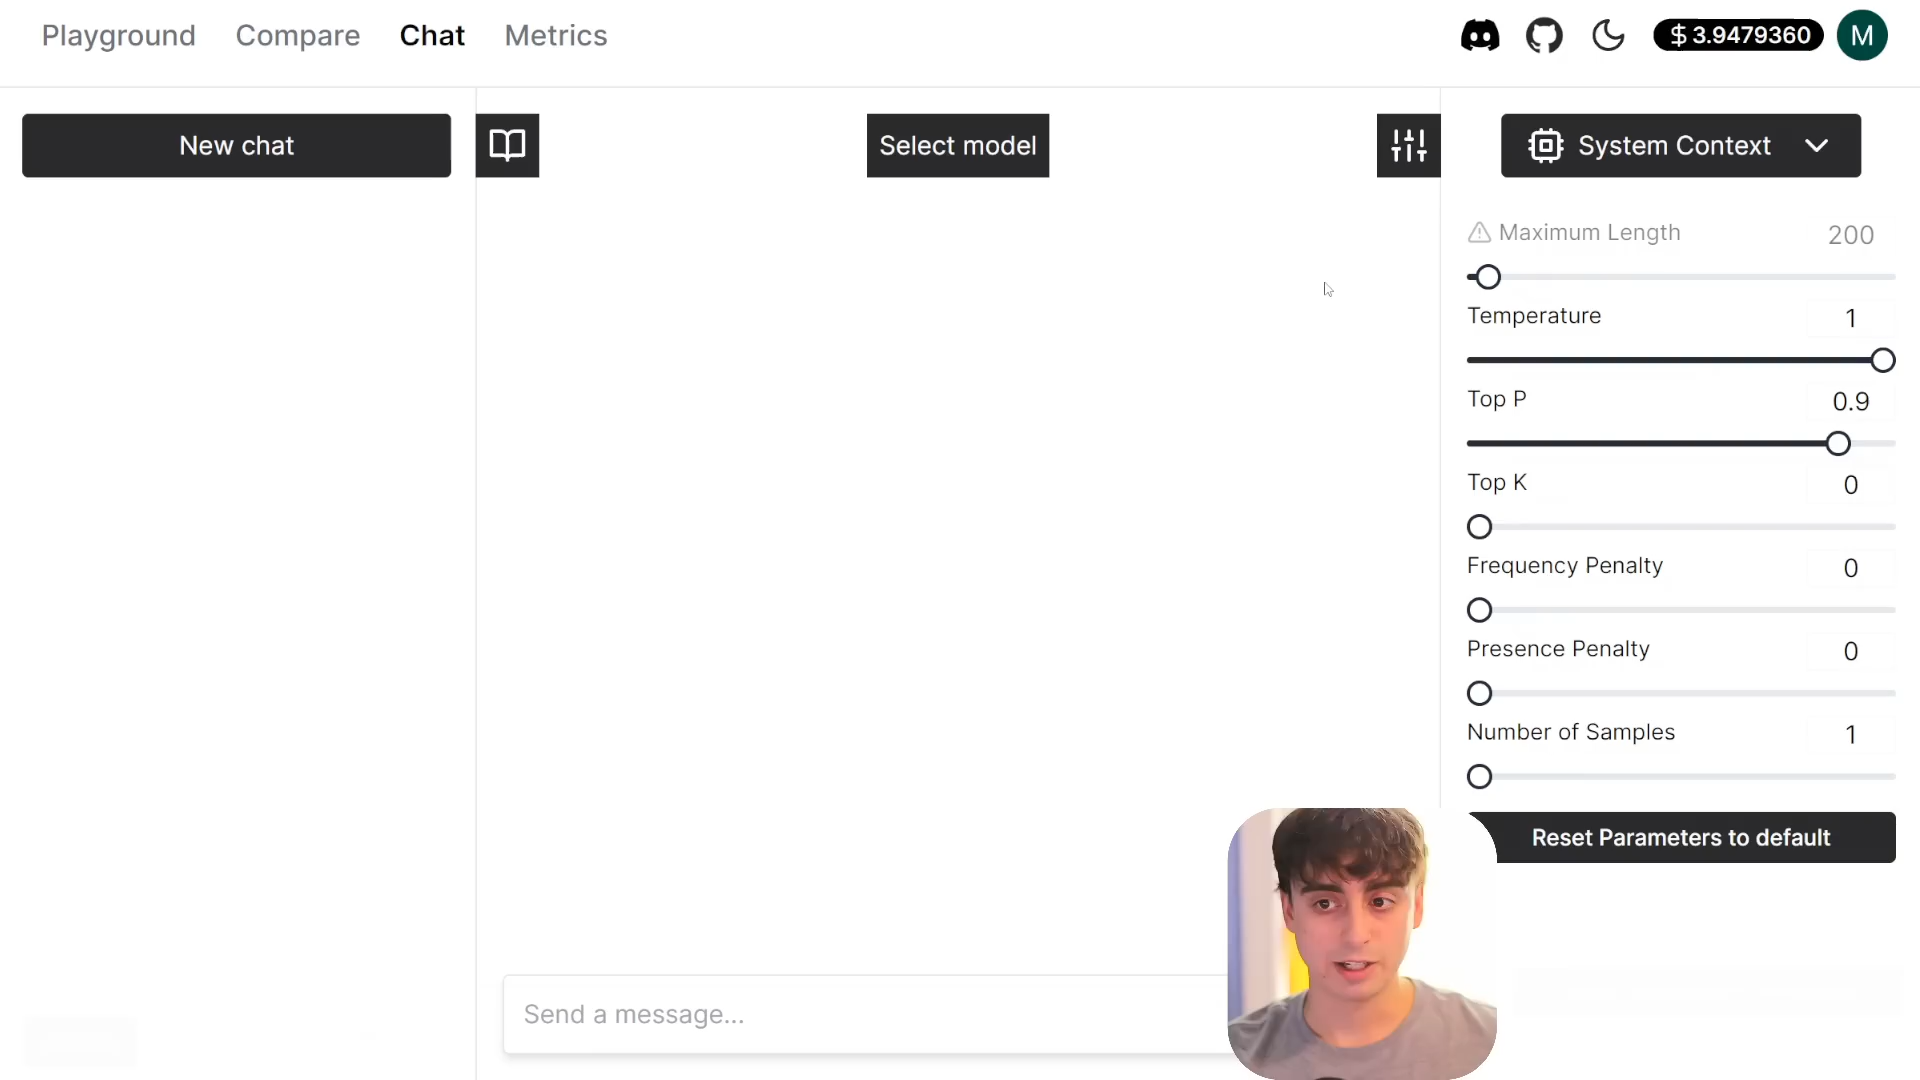 Playground Compare Chat Metrics
$ 3.9479360 M
New chat
Select model
System Context
Maximum Length 200
Temperature 1
Top P 0.9
Top K 0
Frequency Penalty 0
Presence Penalty 0
Number of Samples 1
Reset Parameters to default
Send a message...